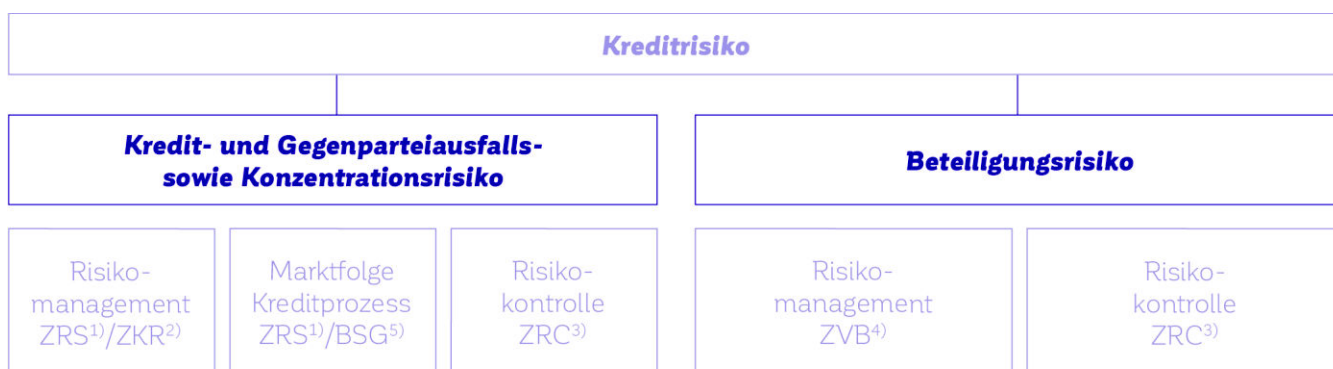 Kreditrisiko
Kredit- und Gegenparteiausfalls-
sowie Konzentrationsrisiko
Beteiligungsrisiko
Risiko-
management
ZRS¹⁾/ZKR²⁾
Marktfolge
Kreditprozess
ZRS¹⁾/BSG⁵⁾
Risiko-
kontrolle
ZRC³⁾
Risiko-
management
ZVB⁴⁾
Risiko-
kontrolle
ZRC³⁾